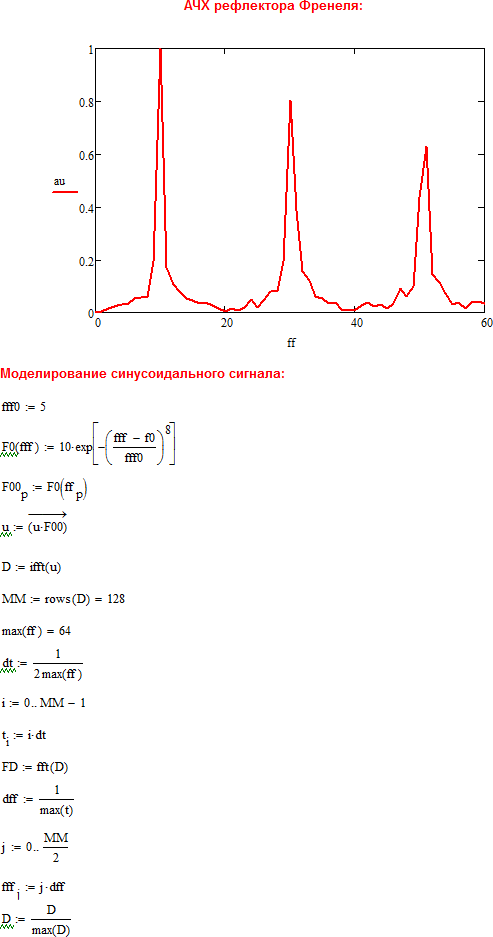 АЧХ рефлектора Френеля:
1
0.8
0.6
0.4
0.2
0
au
0 20 40 60
ff
Моделирование синусоидального сигнала:
fff0 := 5
F0(fff) := 10·exp[-((fff - f0)/fff0)^8]
F00_p := F0(ff_p)
u := (u·F00)
D := ifft(u)
MM := rows(D) = 128
max(ff) = 64
dt := 1/(2 max(ff))
i := 0.. MM - 1
t_i := i·dt
FD := fft(D)
dff := 1/max(t)
j := 0.. MM/2
fff_j := j·dff
D := D/max(D)